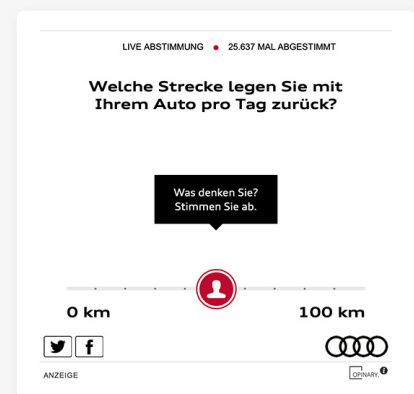 LIVE ABSTIMMUNG ● 25.637 MAL ABGESTIMMT
Welche Strecke legen Sie mit
Ihrem Auto pro Tag zurück?
Was denken Sie?
Stimmen Sie ab.
0 km 100 km
ANZEIGE OPINARY.